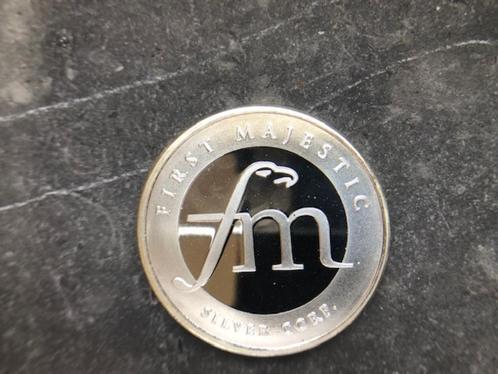 FIRST MAJESTIC
fm
SILVER CORP.